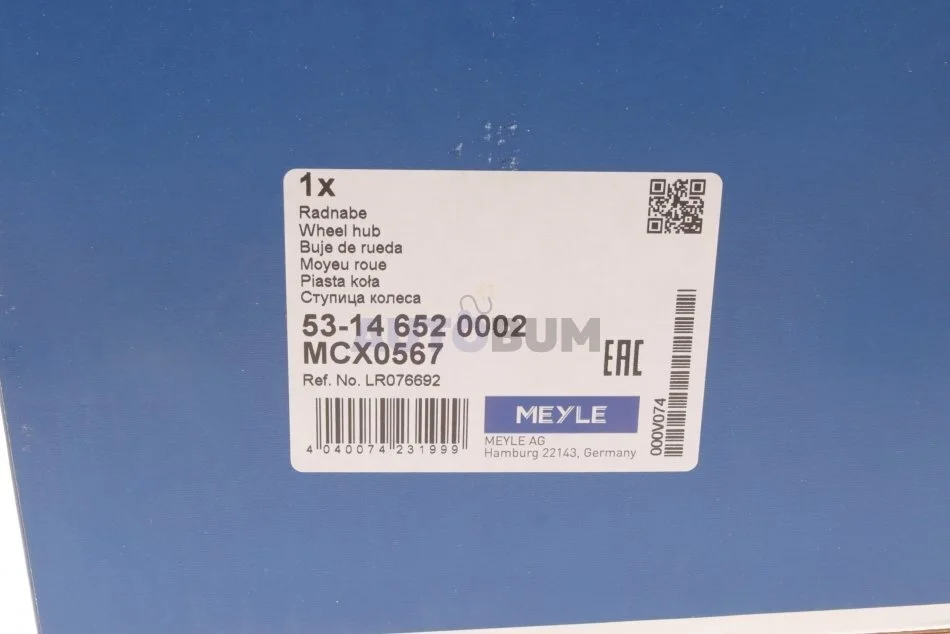 1x
Radnabe
Wheel hub
Buje de rueda
Moyeu roue
Piasta koła
Ступица колеса
53-14 652 0002
AUTOBUM
MCX0567
EAC
Ref. No. LR076692
MEYLE
4 040074 231999
MEYLE AG
Hamburg 22143, Germany
000V074